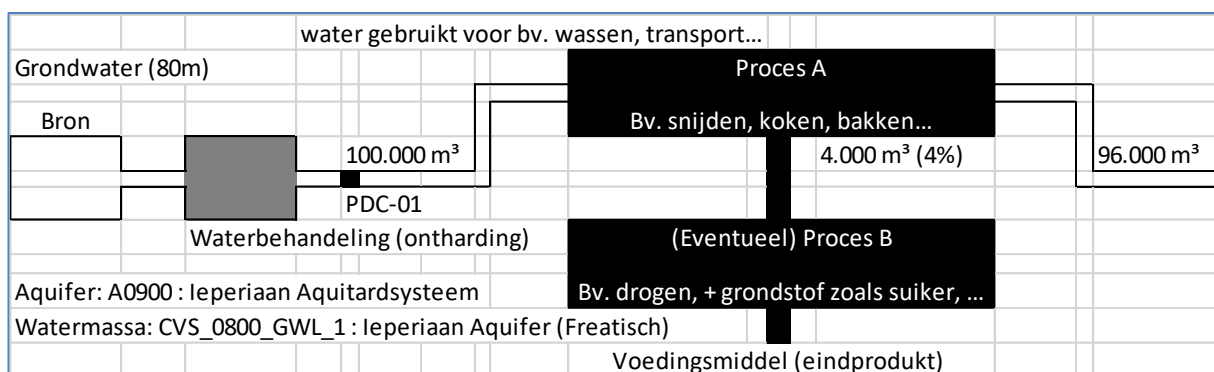 water gebruikt voor bv. wassen, transport…
Grondwater (80m)
Proces A
Bron
Bv. snijden, koken, bakken…
100.000 m³
4.000 m³ (4%)
96.000 m³
PDC-01
Waterbehandeling (ontharding)
(Eventueel) Proces B
Aquifer: A0900 : Ieperiaan Aquitardsysteem
Bv. drogen, + grondstof zoals suiker, …
Watermassa: CVS_0800_GWL_1 : Ieperiaan Aquifer (Freatisch)
Voedingsmiddel (eindprodukt)